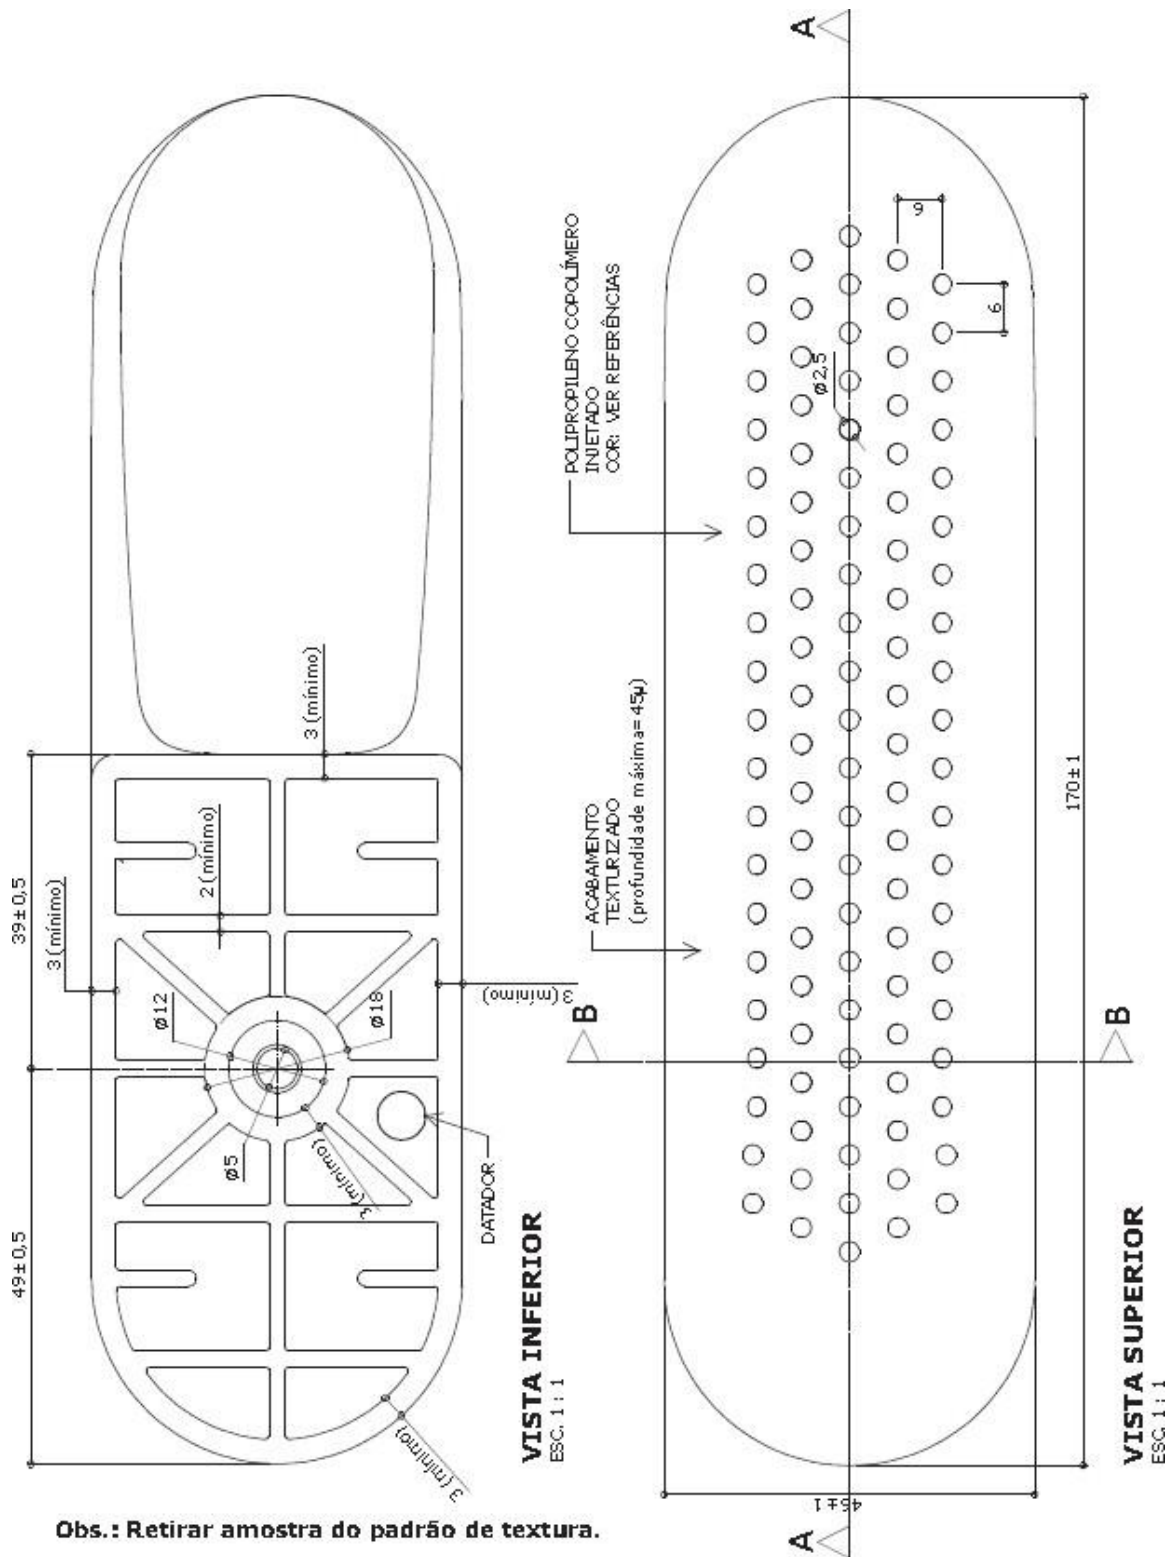 39±0,5
49±0,5
3 (mínimo)
3 (mínimo)
2 (mínimo)
3 (mínimo)
3 (mínimo)
3 (mínimo)
ø12
ø18
ø5
DATADOR
VISTA INFERIOR
ESC. 1 : 1
POLIPROPILENO COPOLÍMERO
INJETADO
COR: VER REFERÊNCIAS
ACABAMENTO
TEXTURIZADO
(profundidade máxima=45µ)
A
A
B
B
6
6
ø2,5
170±1
46±1
VISTA SUPERIOR
ESC. 1 : 1
Obs.: Retirar amostra do padrão de textura.